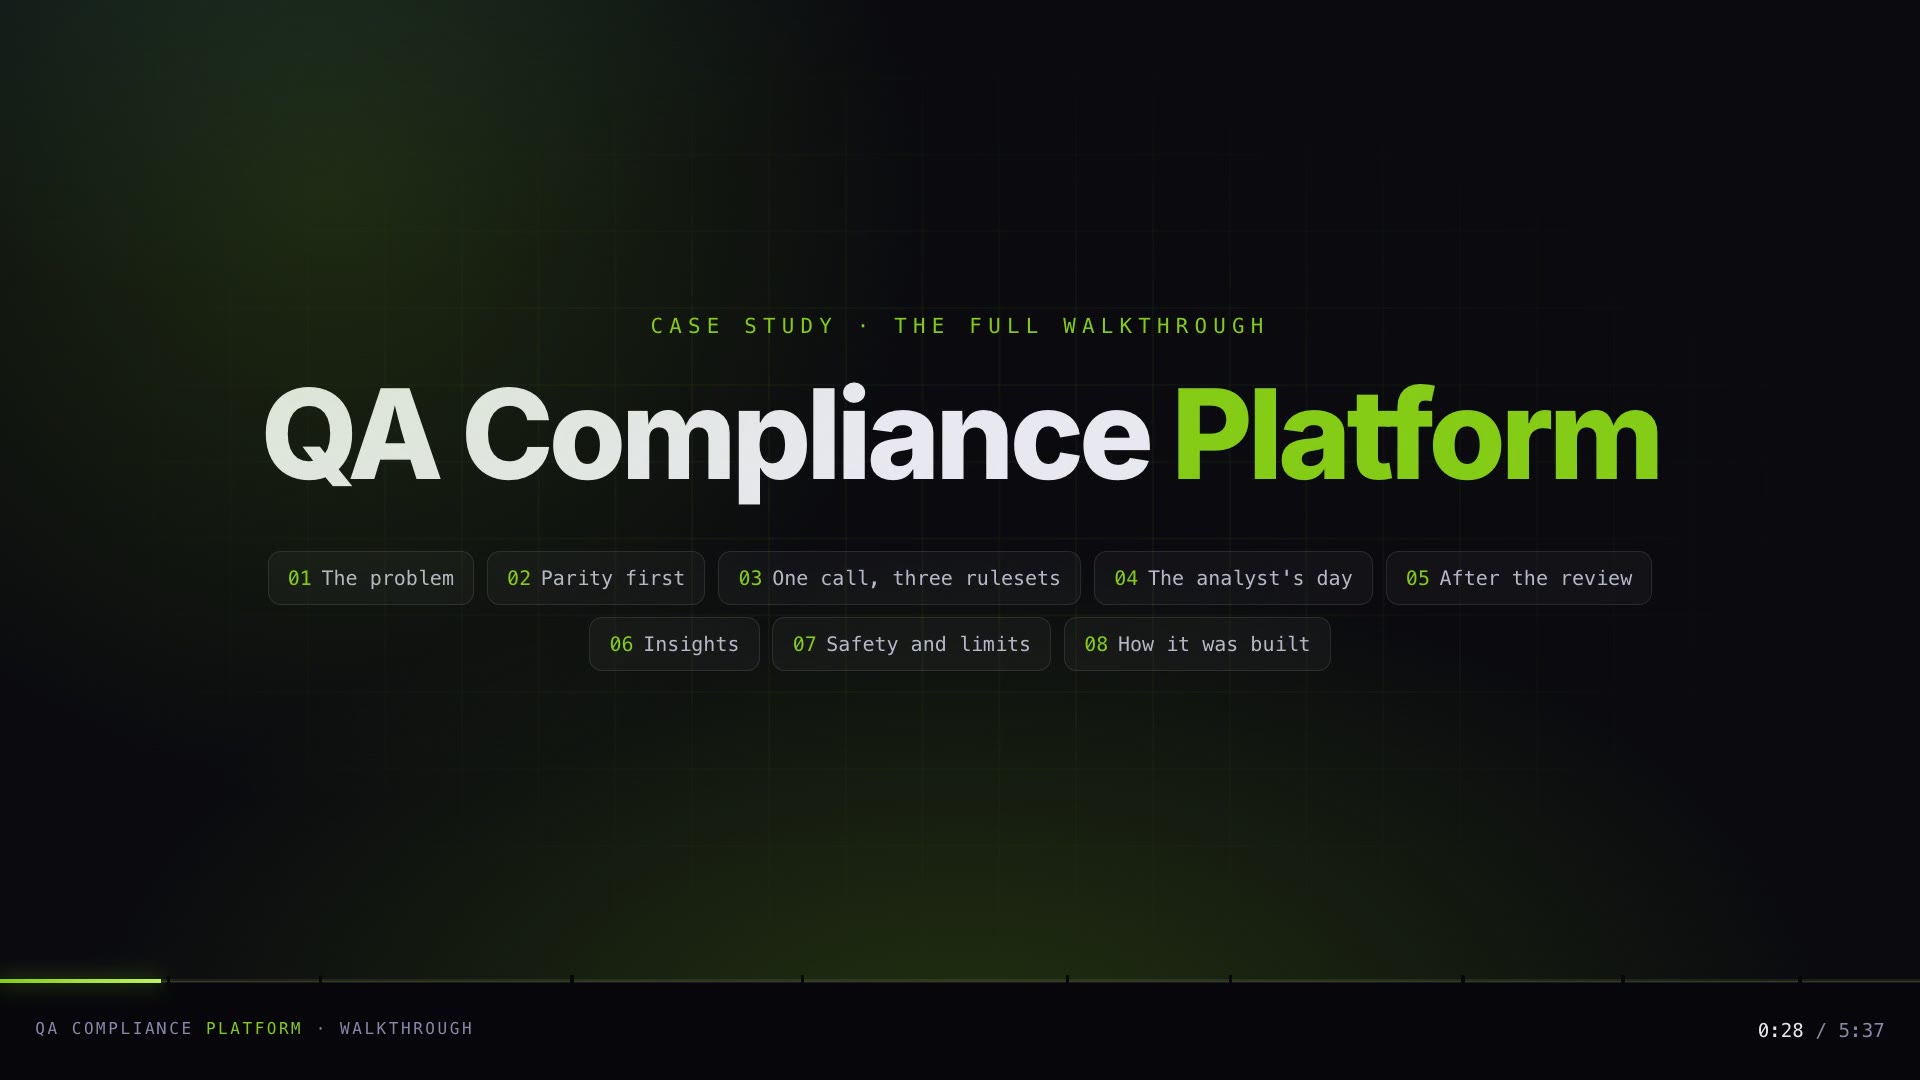 CASE STUDY · THE FULL WALKTHROUGH
QA Compliance Platform
01 The problem 02 Parity first 03 One call, three rulesets 04 The analyst's day 05 After the review
06 Insights 07 Safety and limits 08 How it was built
QA COMPLIANCE PLATFORM · WALKTHROUGH
0:28 / 5:37